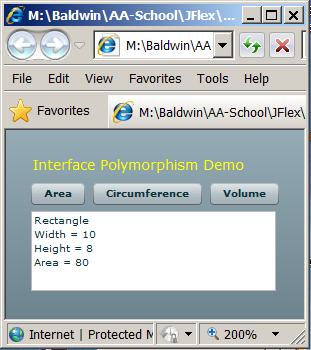 M:\Baldwin\AA-School\JFlex\...
M:\Baldwin\AA
File Edit View Favorites Tools Help
Favorites M:\Baldwin\AA-School\JFlex\
Interface Polymorphism Demo
Area Circumference Volume
Rectangle
Width = 10
Height = 8
Area = 80
Internet | Protected M 200%